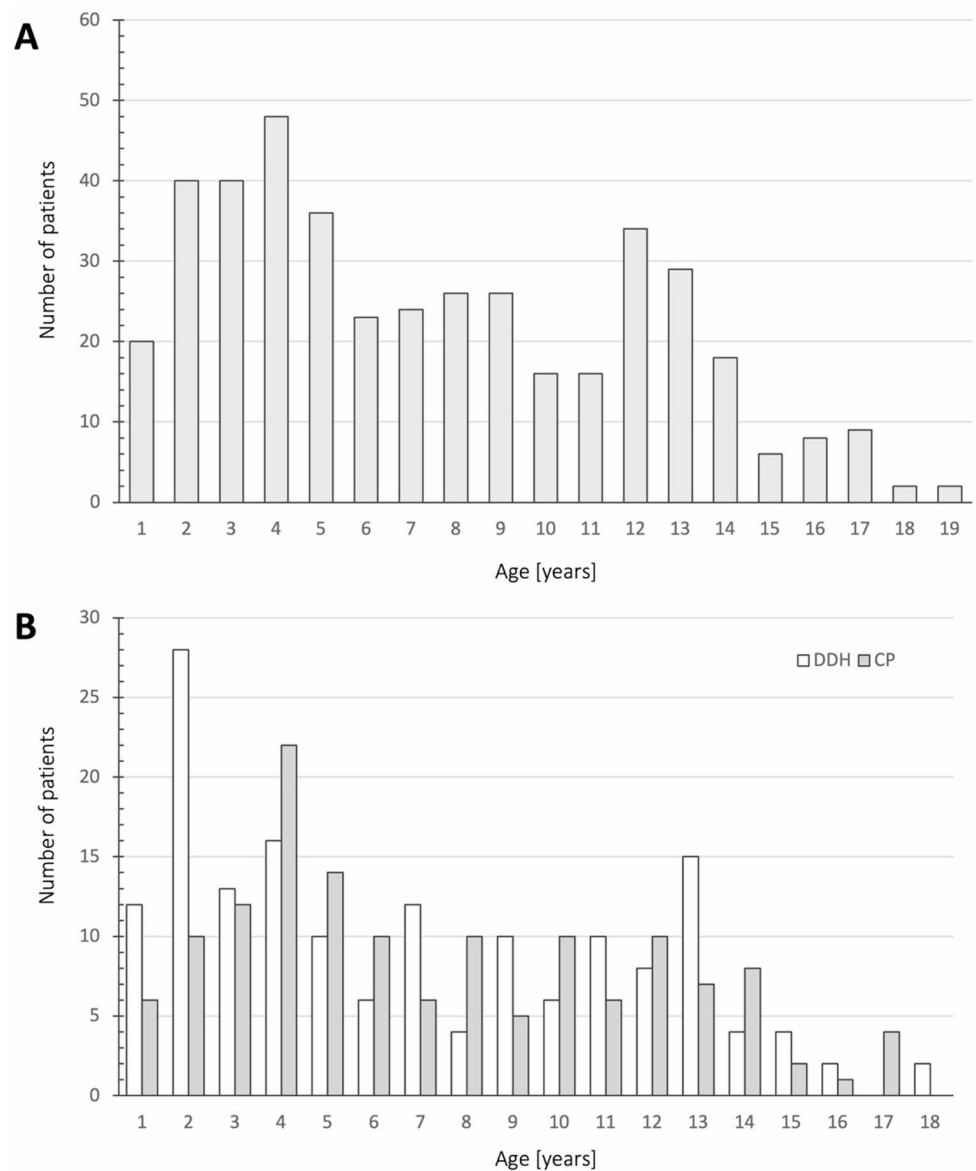 A
60
50
40
30
20
10
0
Number of patients
1 2 3 4 5 6 7 8 9 10 11 12 13 14 15 16 17 18 19
Age [years]
B
30
25
20
15
10
5
0
Number of patients
DDH CP
1 2 3 4 5 6 7 8 9 10 11 12 13 14 15 16 17 18
Age [years]